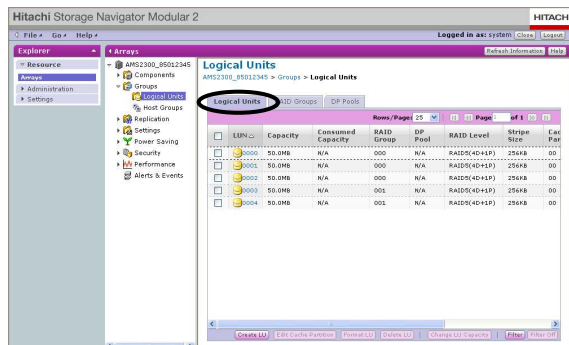 Hitachi Storage Navigator Modular 2
HITACH
File Go Help
Logged in as: system Close Logout
Explorer
Arrays
Refresh Information Help
Resource
Arrays
Administration
Settings
AMS2300_85012345
Components
Groups
Logical Units
Host Groups
Replication
Settings
Power Saving
Security
Performance
Alerts & Events
Logical Units
AMS2300_85012345 > Groups > Logical Units
Logical Units RAID Groups DP Pools
Rows/Page: 25 Page 1 of 1
LUN Capacity Consumed Capacity RAID Group DP Pool RAID Level Stripe Size Cac Par
0000 50.0MB N/A 000 N/A RAID5(4D+1P) 256KB 00
0001 50.0MB N/A 000 N/A RAID5(4D+1P) 256KB 00
0002 50.0MB N/A 000 N/A RAID5(4D+1P) 256KB 00
0003 50.0MB N/A 001 N/A RAID5(4D+1P) 256KB 00
0004 50.0MB N/A 001 N/A RAID5(4D+1P) 256KB 00
Create LU Edit Cache Partition Format LU Delete LU Change LU Capacity Filter Filter Off